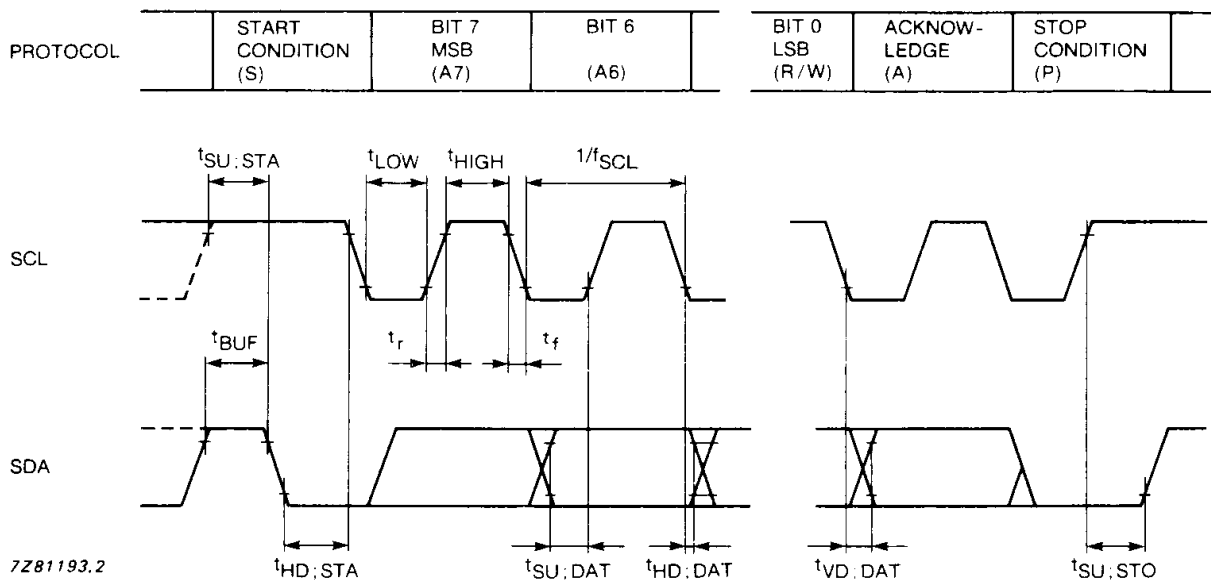 PROTOCOL
START CONDITION (S)
BIT 7 MSB (A7)
BIT 6 (A6)
BIT 0 LSB (R/W)
ACKNOW- LEDGE (A)
STOP CONDITION (P)
tSU;STA
tLOW
tHIGH
1/fSCL
SCL
tBUF
tr
tf
SDA
tHD;STA
tSU;DAT
tHD;DAT
tVD;DAT
tSU;STO
7Z81193.2